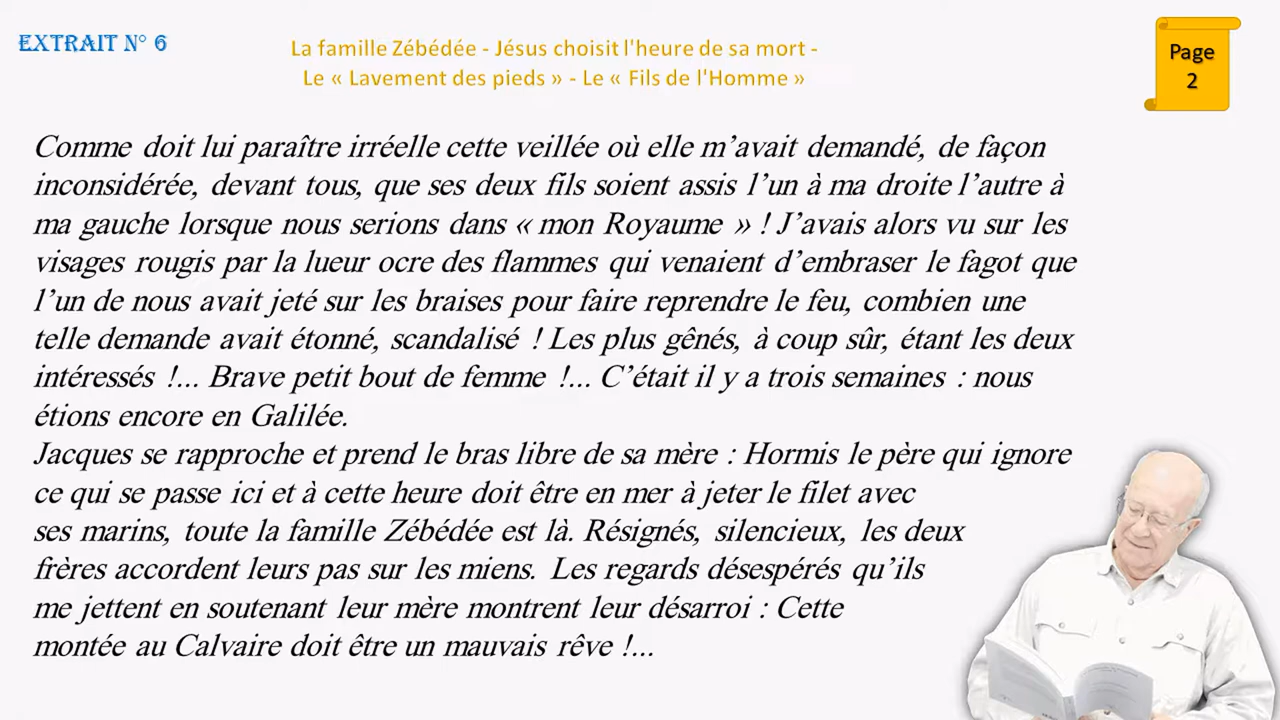 EXTRAIT N° 6
La famille Zébédée - Jésus choisit l'heure de sa mort -
Le « Lavement des pieds » - Le « Fils de l'Homme »
Page
2
Comme doit lui paraître irréelle cette veillée où elle m’avait demandé, de façon
inconsidérée, devant tous, que ses deux fils soient assis l’un à ma droite l’autre à
ma gauche lorsque nous serions dans « mon Royaume » ! J’avais alors vu sur les
visages rougis par la lueur ocre des flammes qui venaient d’embraser le fagot que
l’un de nous avait jeté sur les braises pour faire reprendre le feu, combien une
telle demande avait étonné, scandalisé ! Les plus gênés, à coup sûr, étant les deux
intéressés !... Brave petit bout de femme !... C’était il y a trois semaines : nous
étions encore en Galilée.
Jacques se rapproche et prend le bras libre de sa mère : Hormis le père qui ignore
ce qui se passe ici et à cette heure doit être en mer à jeter le filet avec
ses marins, toute la famille Zébédée est là. Résignés, silencieux, les deux
frères accordent leurs pas sur les miens. Les regards désespérés qu’ils
me jettent en soutenant leur mère montrent leur désarroi : Cette
montée au Calvaire doit être un mauvais rêve !...